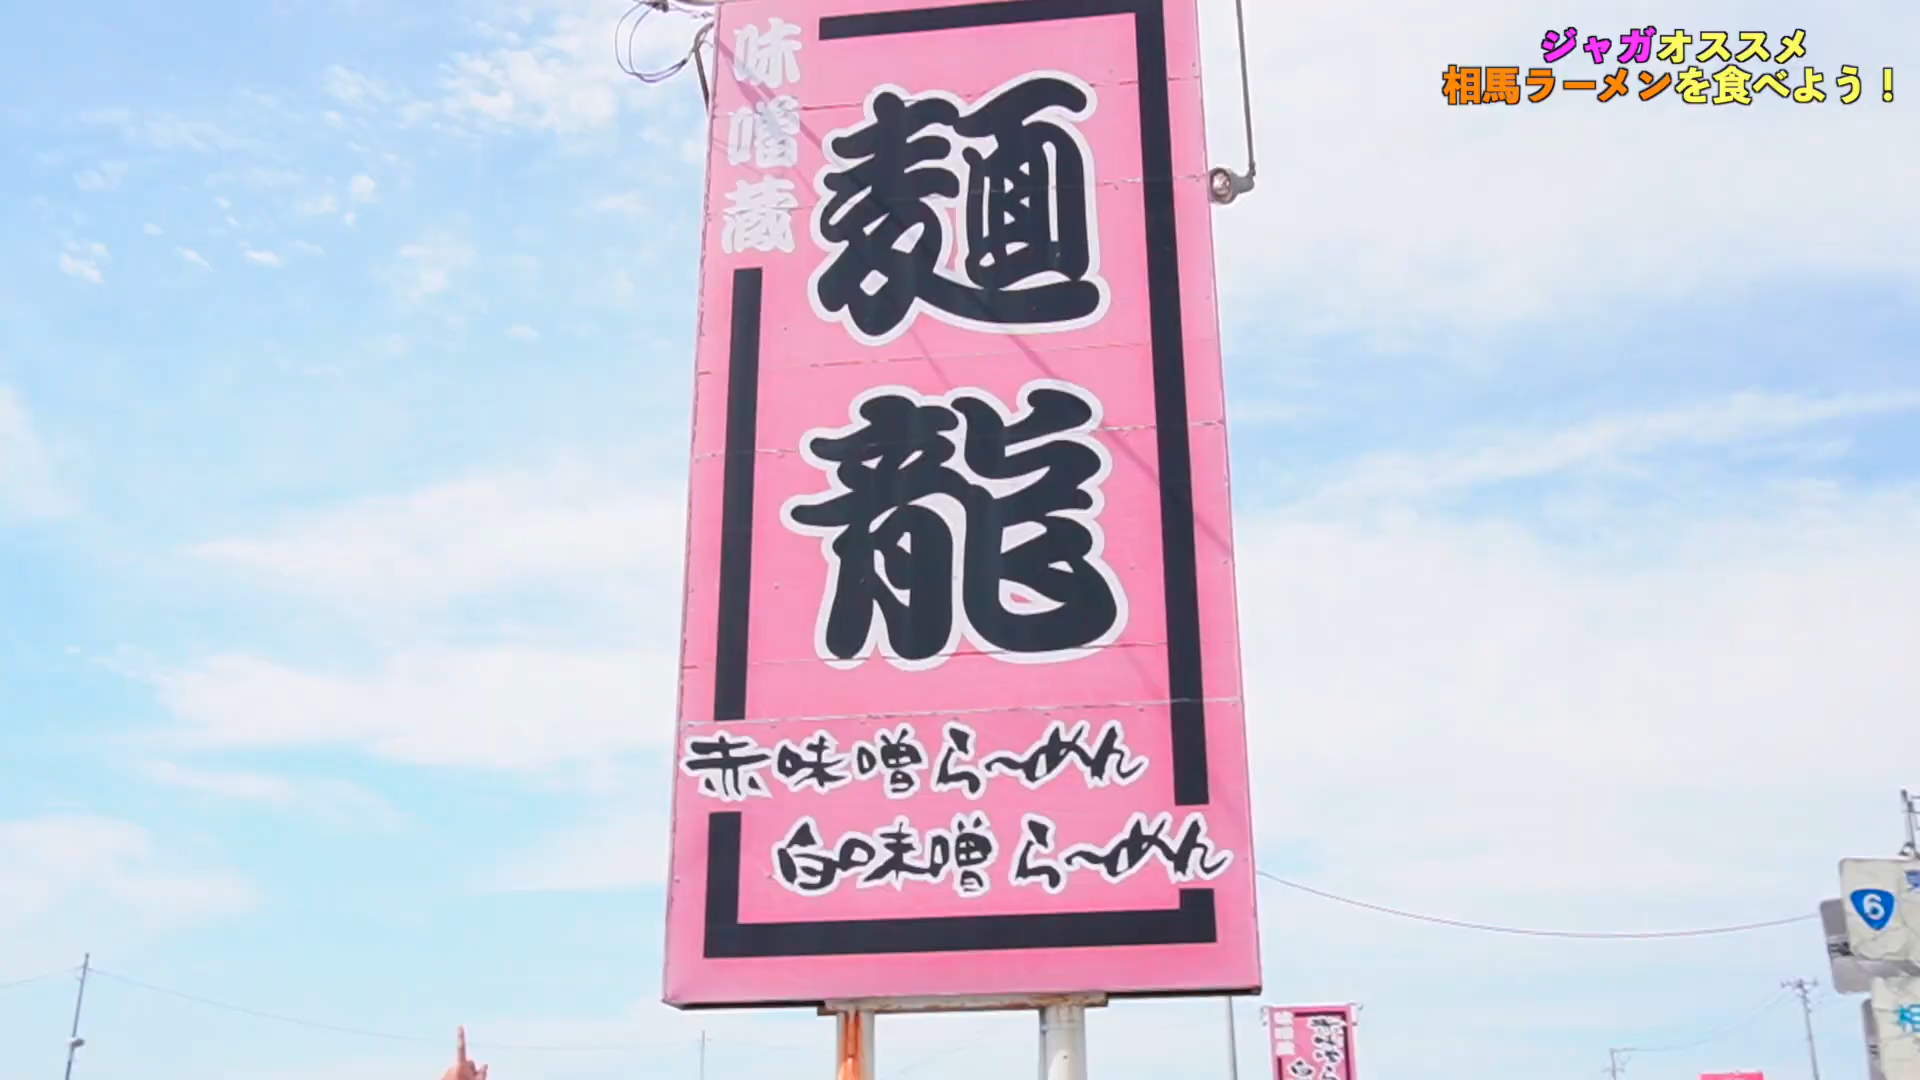 ジャガオススメ
相馬ラーメンを食べよう！
味噌蔵
麺龍
赤味噌ら〜めん
白味噌ら〜めん
6